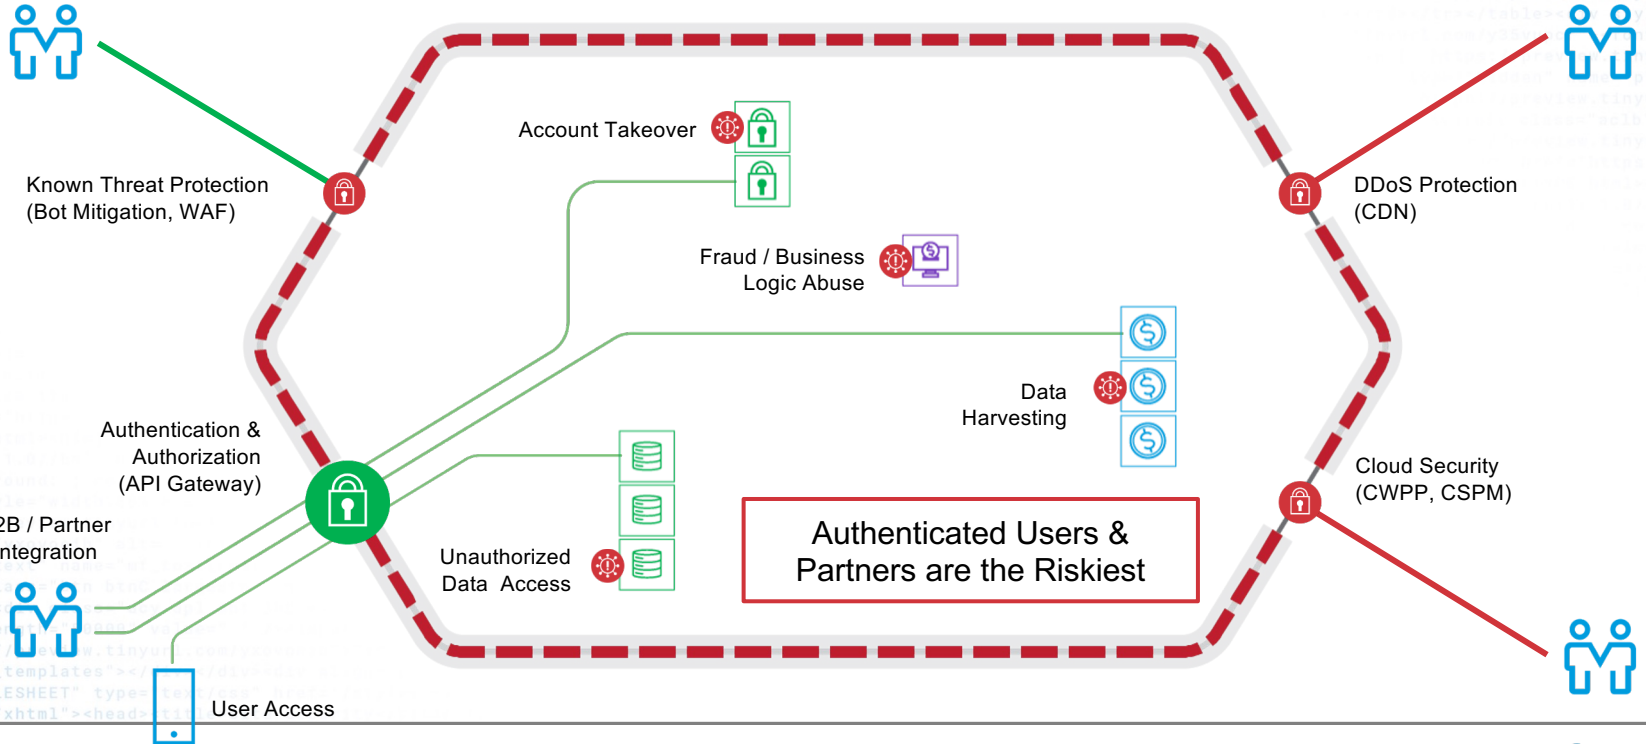 Account Takeover
Known Threat Protection
(Bot Mitigation, WAF)
DDoS Protection
(CDN)
Fraud / Business
Logic Abuse
Data
Harvesting
Authentication &
Authorization
(API Gateway)
Cloud Security
(CWPP, CSPM)
2B / Partner
ntegration
Unauthorized
Data Access
Authenticated Users &
Partners are the Riskiest
User Access